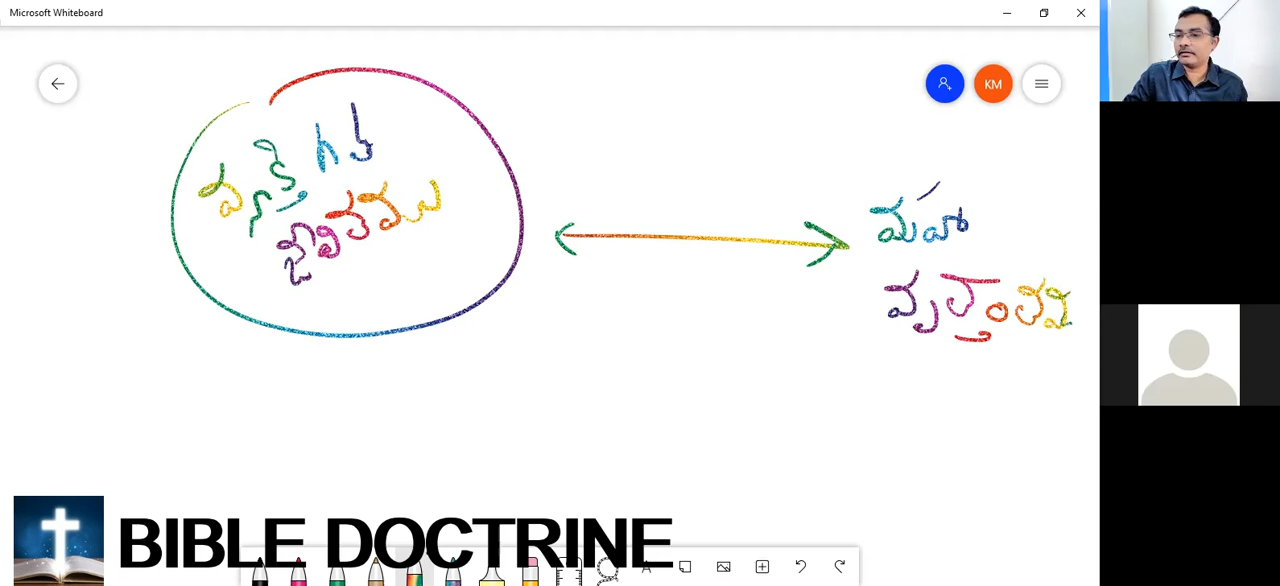 Microsoft Whiteboard
KM
వ్యక్తిగత
జీవితము
మహా
వృత్తాంతం
BIBLE DOCTRINE